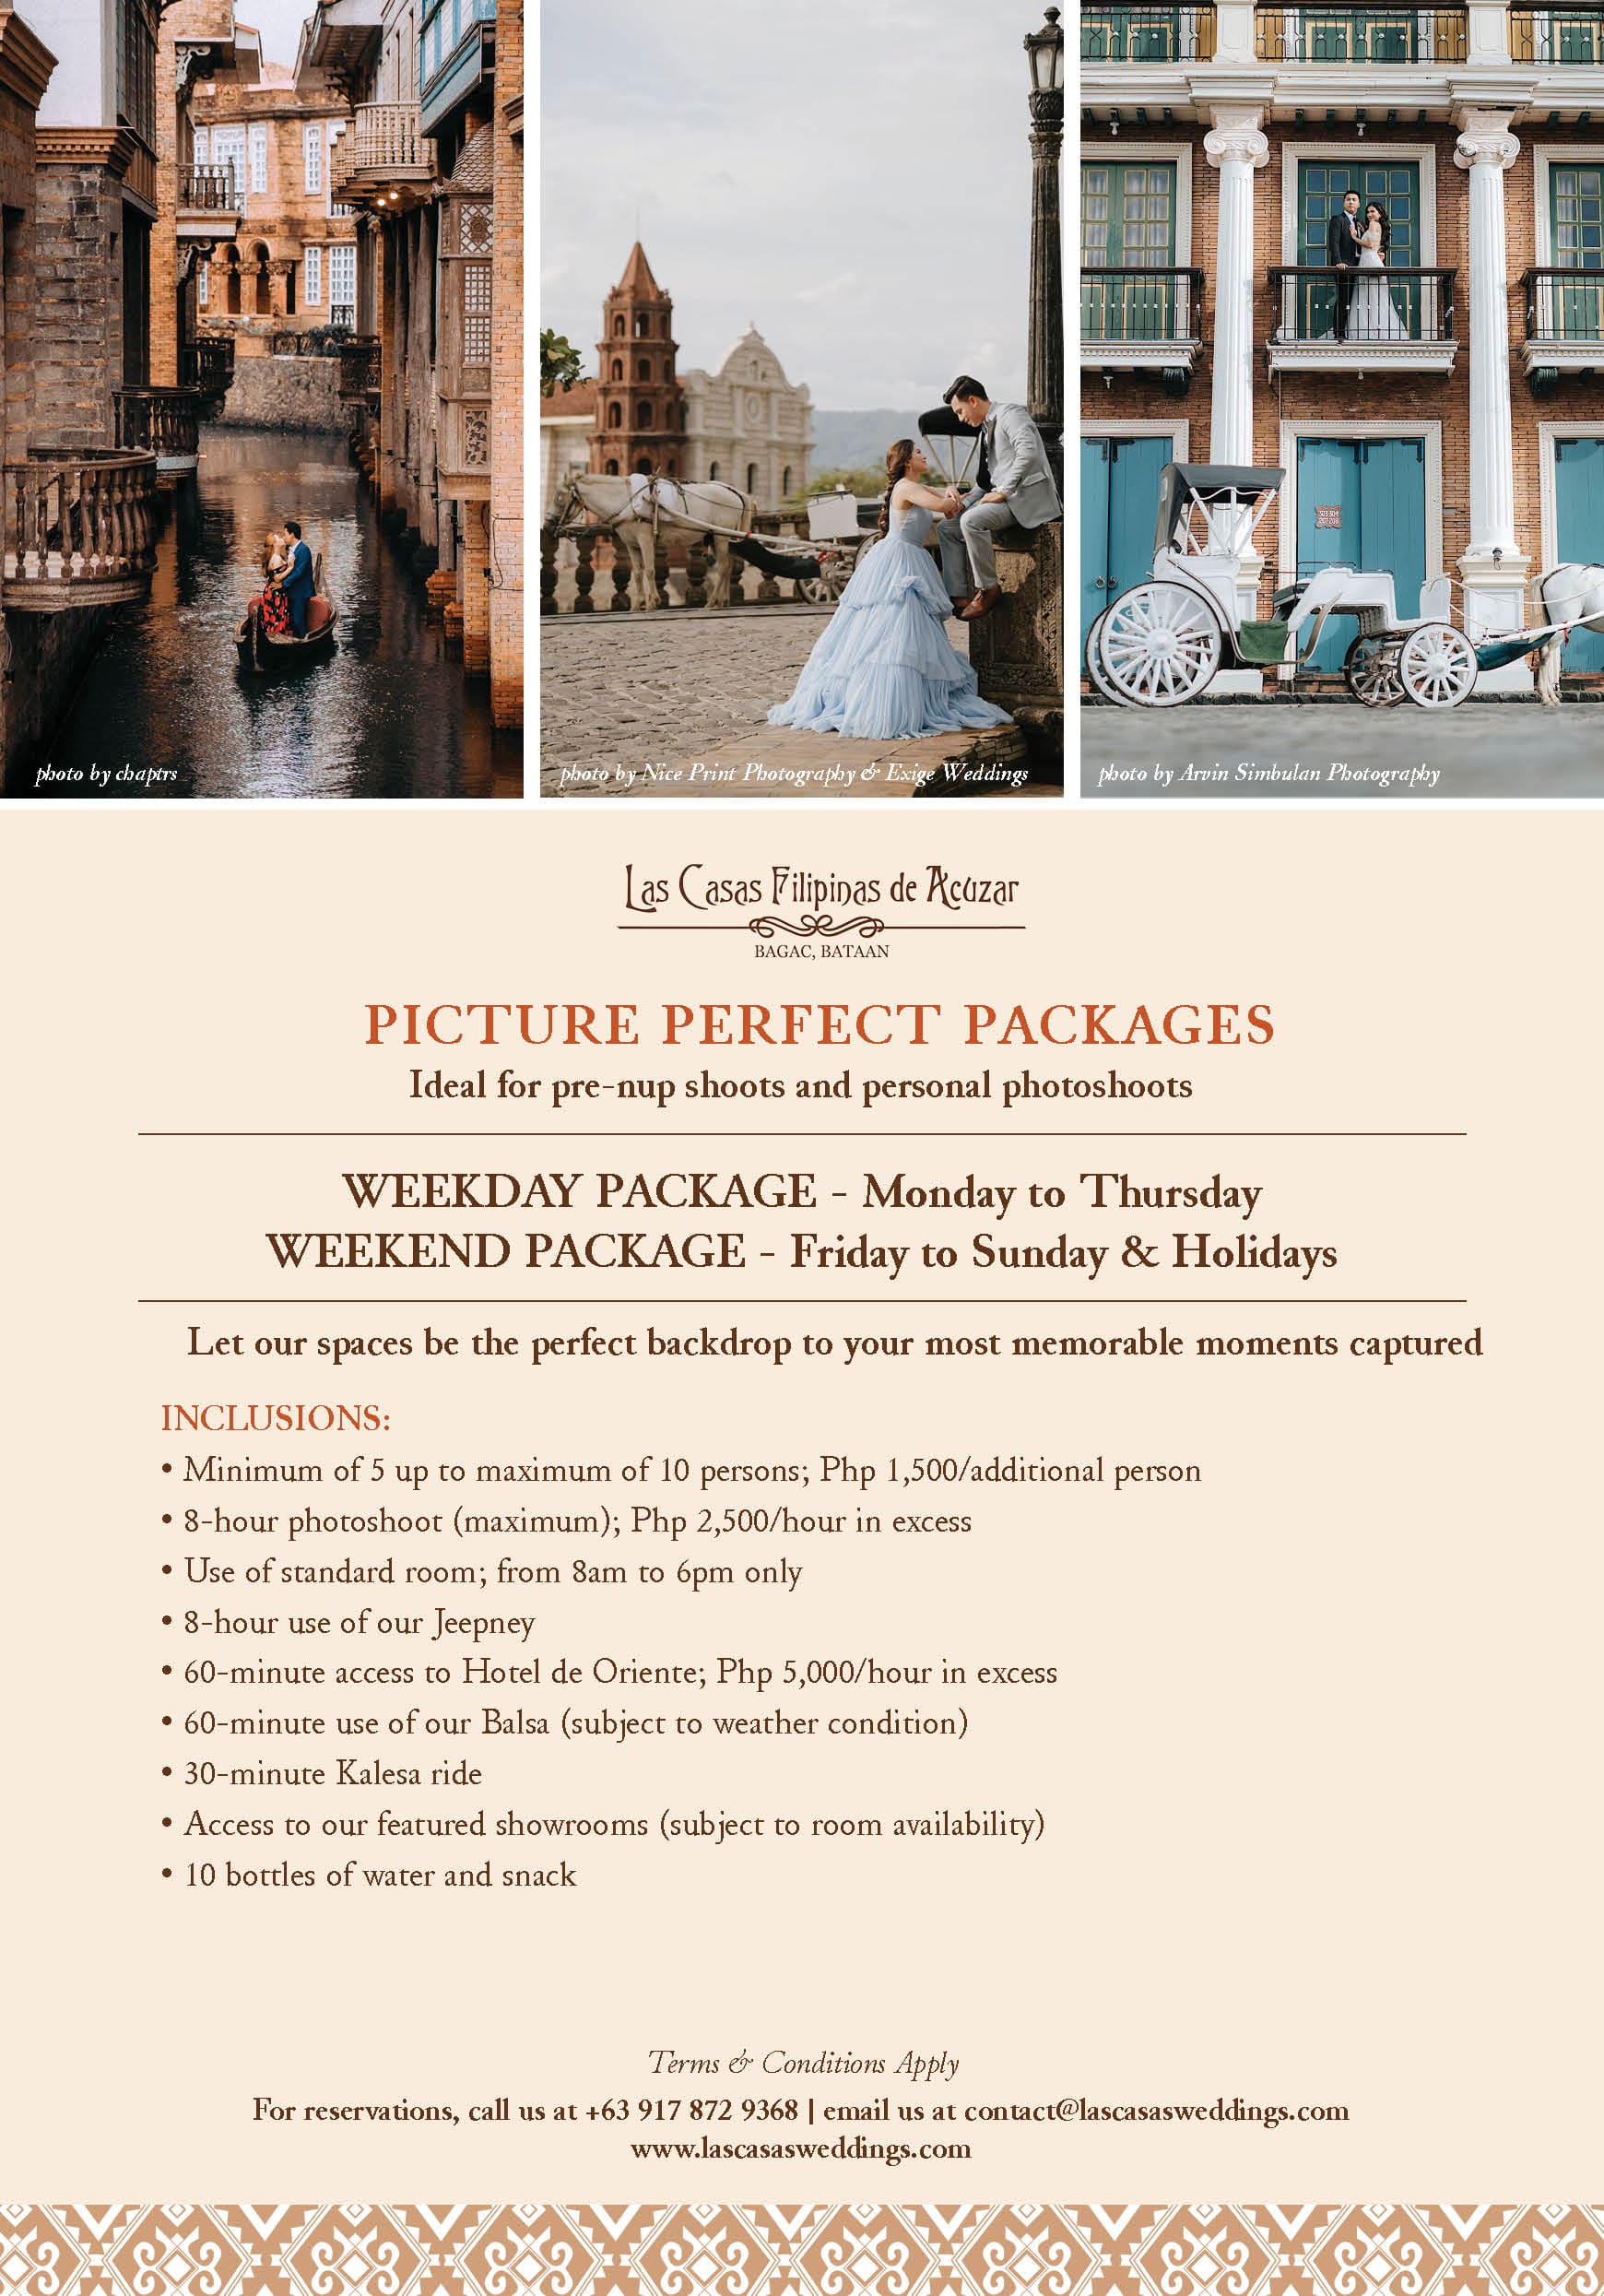 photo by chaptrs
photo by Nice Print Photography & Exige Weddings
photo by Arvin Simbulan Photography
Las Casas Filipinas de Acuzar
BAGAC, BATAAN
PICTURE PERFECT PACKAGES
Ideal for pre-nup shoots and personal photoshoots
WEEKDAY PACKAGE - Monday to Thursday
WEEKEND PACKAGE - Friday to Sunday & Holidays
Let our spaces be the perfect backdrop to your most memorable moments captured
INCLUSIONS:
• Minimum of 5 up to maximum of 10 persons; Php 1,500/additional person
• 8-hour photoshoot (maximum); Php 2,500/hour in excess
• Use of standard room; from 8am to 6pm only
• 8-hour use of our Jeepney
• 60-minute access to Hotel de Oriente; Php 5,000/hour in excess
• 60-minute use of our Balsa (subject to weather condition)
• 30-minute Kalesa ride
• Access to our featured showrooms (subject to room availability)
• 10 bottles of water and snack
Terms & Conditions Apply
For reservations, call us at +63 917 872 9368 | email us at contact@lascasasweddings.com
www.lascasasweddings.com